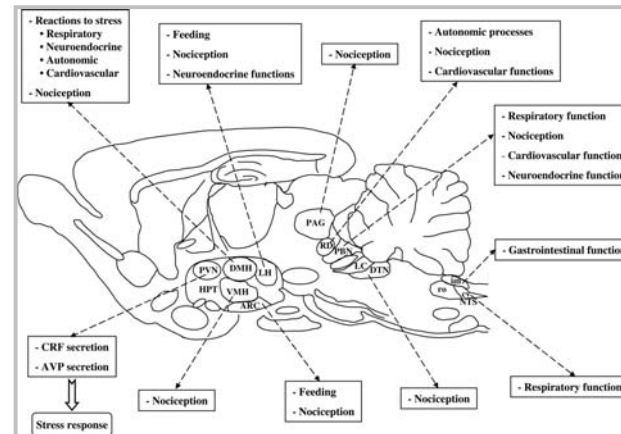 - Reactions to stress
• Respiratory
• Neuroendocrine
• Autonomic
• Cardiovascular
- Nociception
- Feeding
- Nociception
- Neuroendocrine functions
- Nociception
- Autonomic processes
- Nociception
- Cardiovascular functions
- Respiratory function
- Nociception
- Cardiovascular function
- Neuroendocrine function
- Gastrointestinal function
PAG
RD
PBN
LC
DTN
PVN
DMH
LH
HPT
VMH
ARC
ro
NTS
- CRF secretion
- AVP secretion
Stress response
- Nociception
- Feeding
- Nociception
- Nociception
- Respiratory function